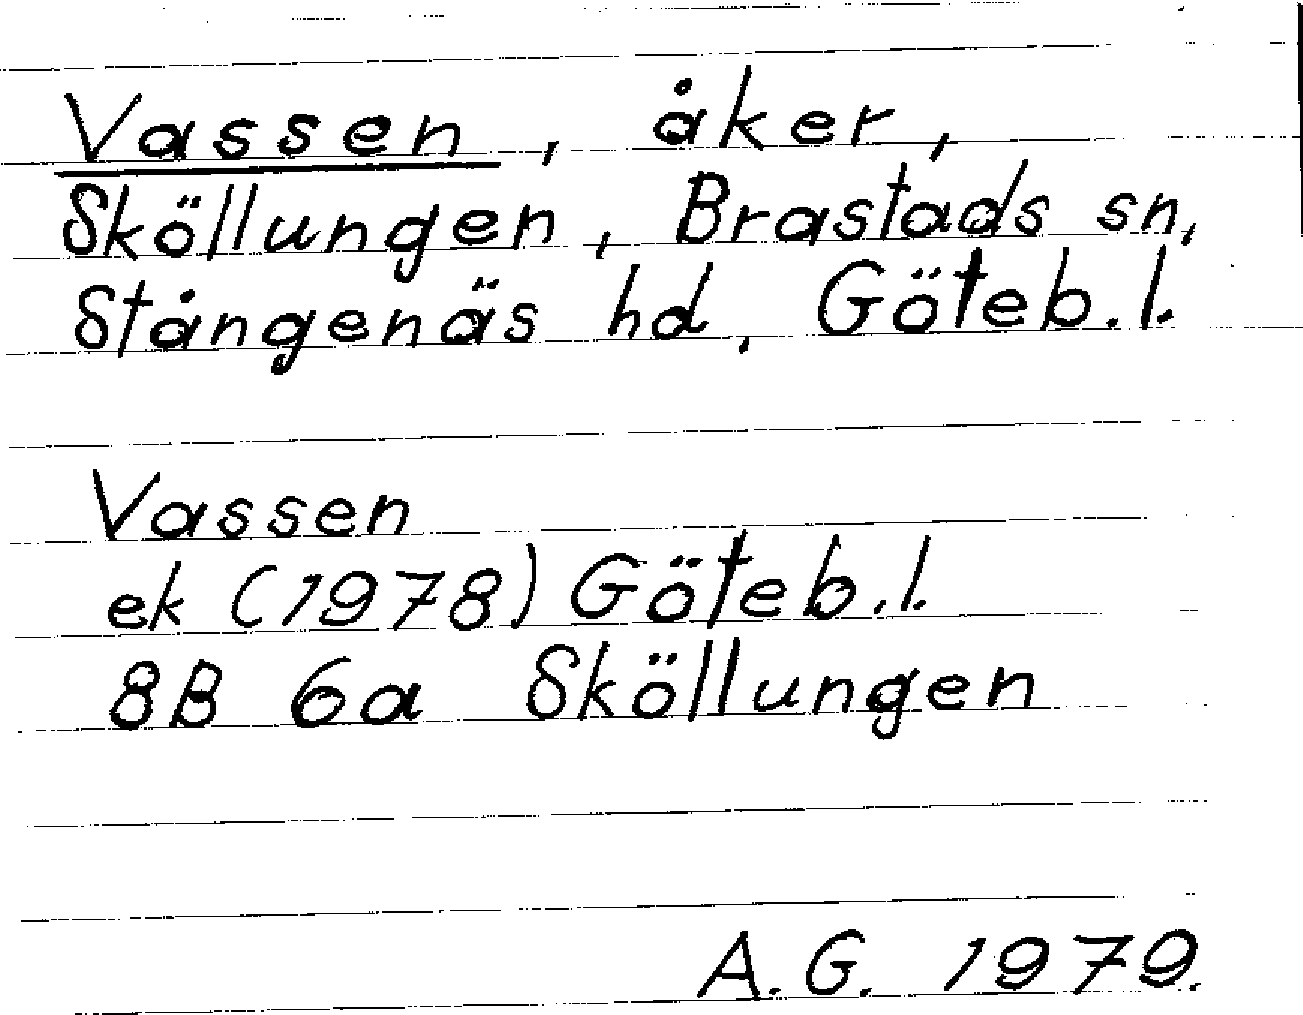 Vassen, åker,
Sköllungen, Brastads sn,
Stångenäs hd, Göteb.l.
Vassen
ek (1978) Göteb.l.
8B 6a Sköllungen
A.G. 1979.